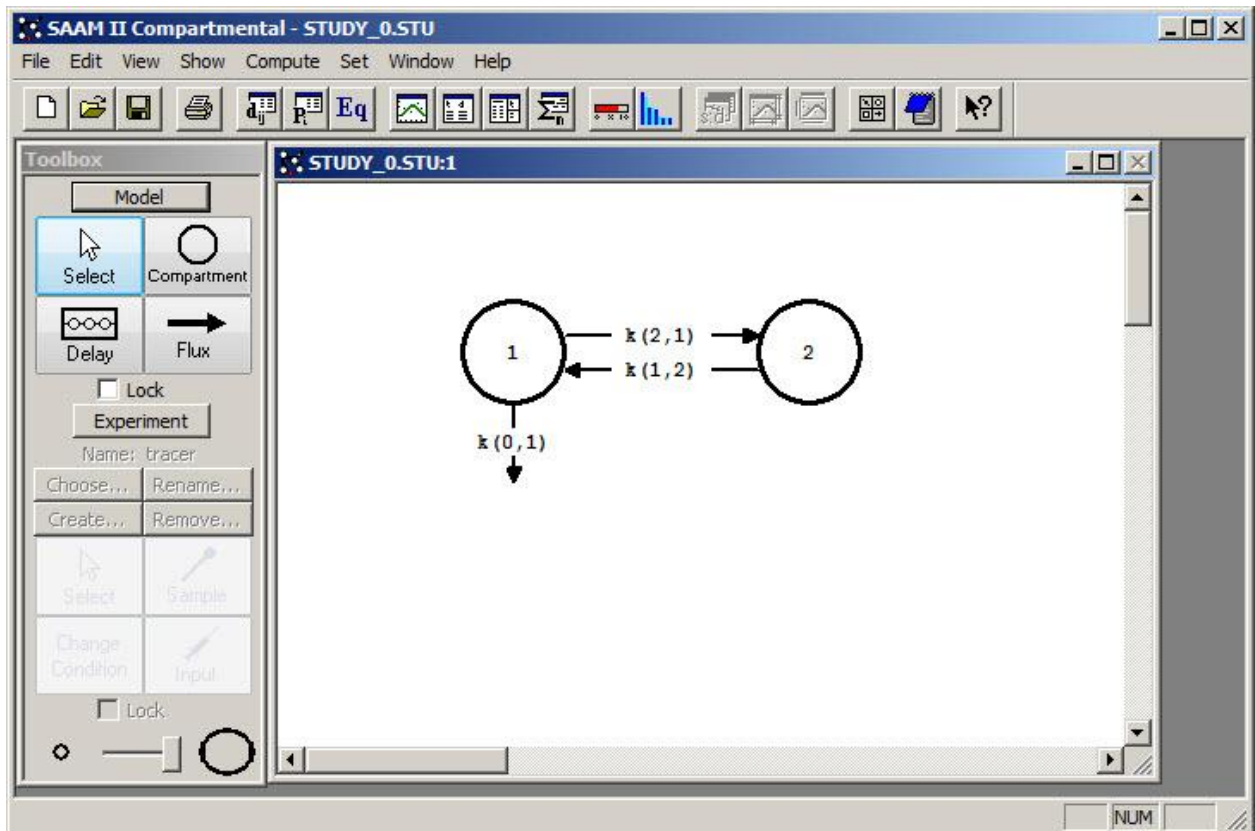 SAAM II Compartmental - STUDY_0.STU
File Edit View Show Compute Set Window Help
Eq
Toolbox
STUDY_0.STU:1
Model
Select Compartment
Delay Flux
Lock
Experiment
Name: tracer
Choose... Rename...
Create... Remove...
Select Sample
Change Condition Input
Lock
1
k(2,1)
k(1,2)
2
k(0,1)
NUM